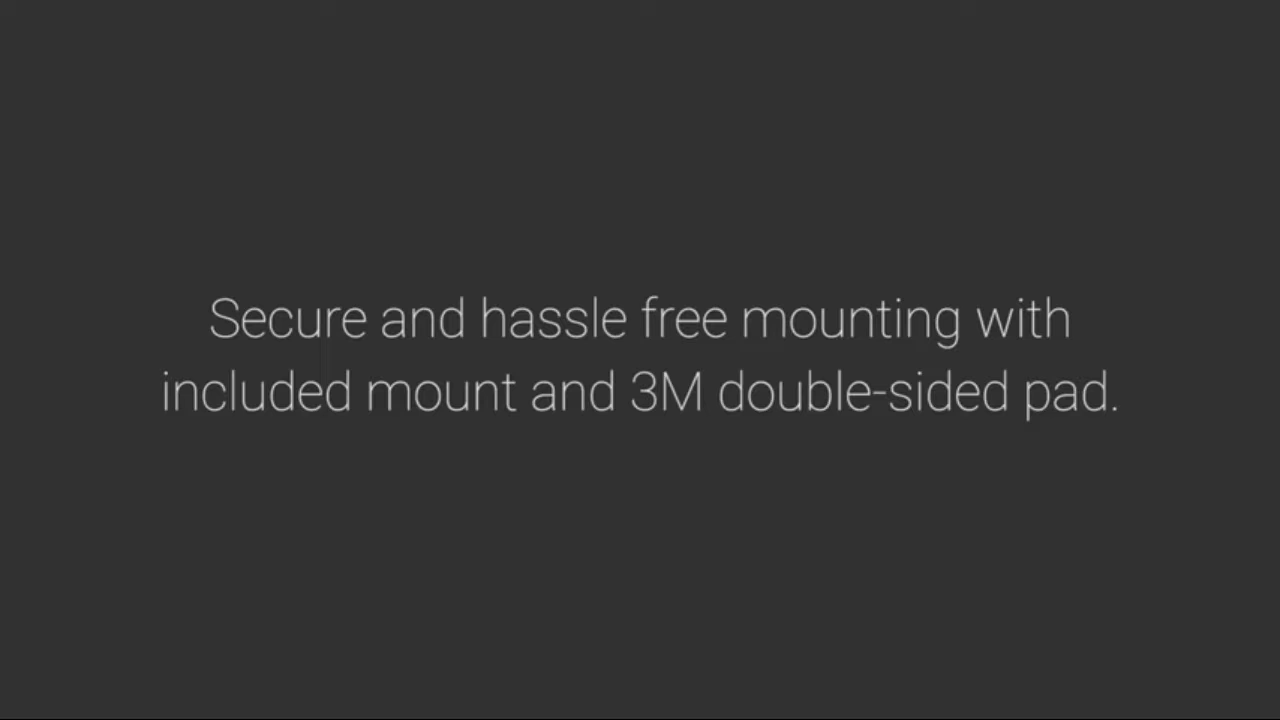 Secure and hassle free mounting with
included mount and 3M double-sided pad.